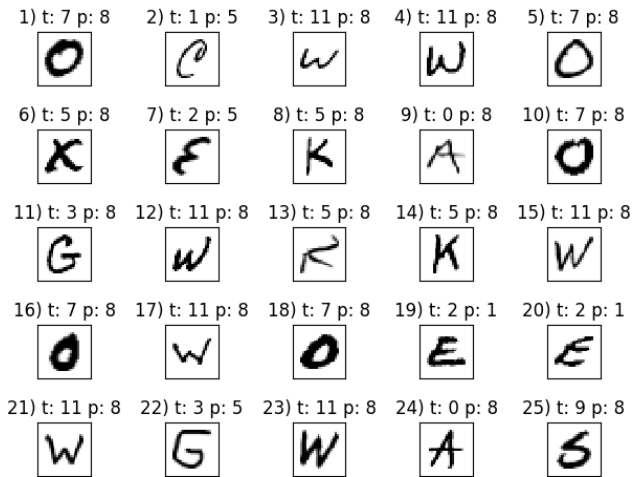 1) t: 7 p: 8 2) t: 1 p: 5 3) t: 11 p: 8 4) t: 11 p: 8 5) t: 7 p: 8
O C W W O
6) t: 5 p: 8 7) t: 2 p: 5 8) t: 5 p: 8 9) t: 0 p: 8 10) t: 7 p: 8
K E K A O
11) t: 3 p: 8 12) t: 11 p: 8 13) t: 5 p: 8 14) t: 5 p: 8 15) t: 11 p: 8
G W K K W
16) t: 7 p: 8 17) t: 11 p: 8 18) t: 7 p: 8 19) t: 2 p: 1 20) t: 2 p: 1
O W O E E
21) t: 11 p: 8 22) t: 3 p: 5 23) t: 11 p: 8 24) t: 0 p: 8 25) t: 9 p: 8
W G W A S